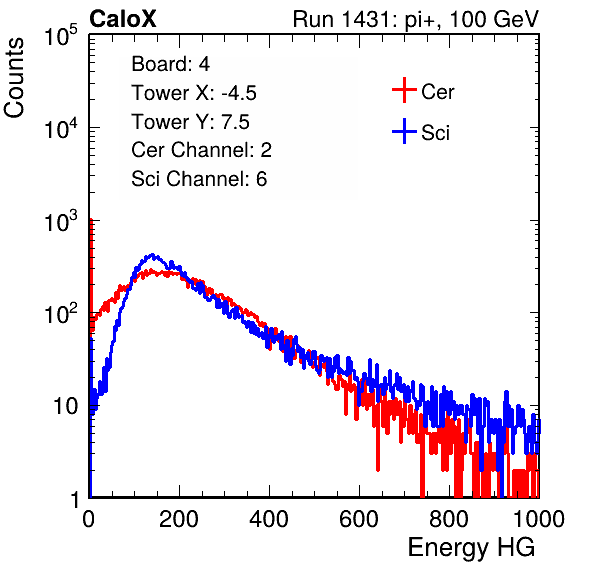 CaloX Run 1431: pi+, 100 GeV
Counts
Board: 4
Tower X: -4.5
Tower Y: 7.5
Cer Channel: 2
Sci Channel: 6
Cer
Sci
10^5
10^4
10^3
10^2
10
1
0 200 400 600 800 1000
Energy HG